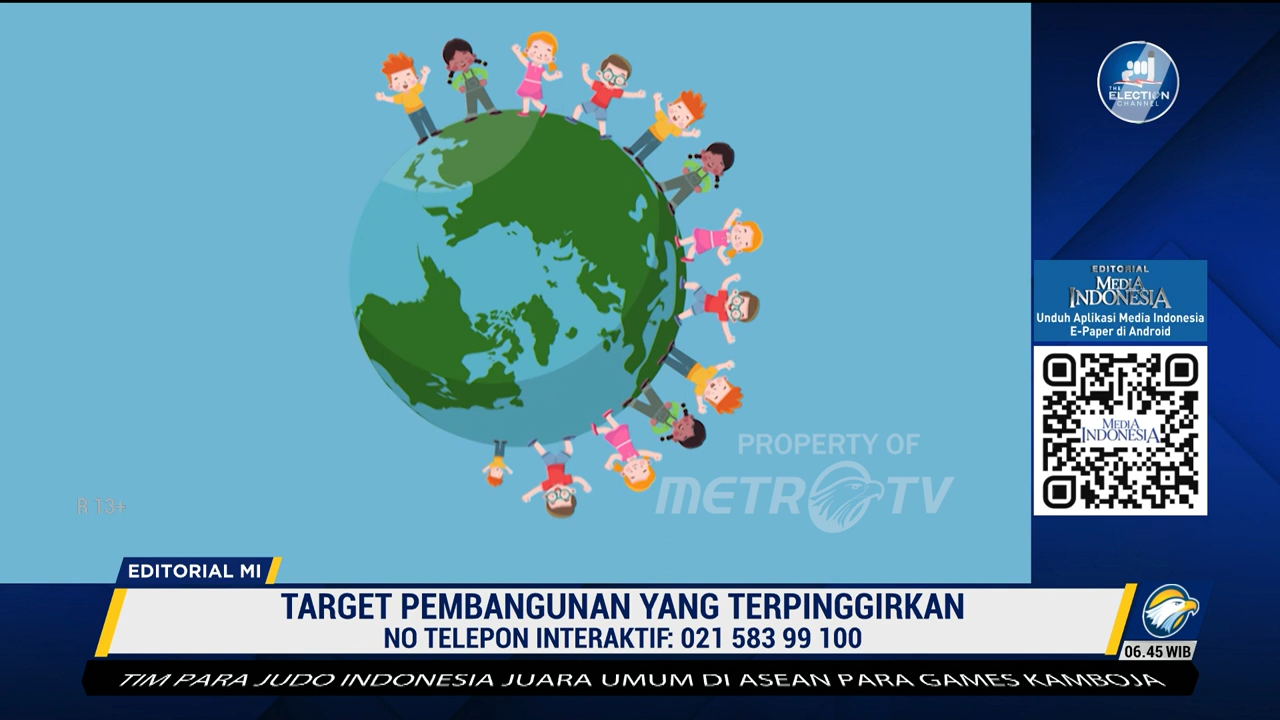 THE
ELECTION
CHANNEL
EDITORIAL
MEDIA
INDONESIA
Unduh Aplikasi Media Indonesia
E-Paper di Android
MEDIA
INDONESIA
PROPERTY OF
METRO TV
R 13+
EDITORIAL MI
TARGET PEMBANGUNAN YANG TERPINGGIRKAN
NO TELEPON INTERAKTIF: 021 583 99 100
06.45 WIB
TIM PARA JUDO INDONESIA JUARA UMUM DI ASEAN PARA GAMES KAMBOJA